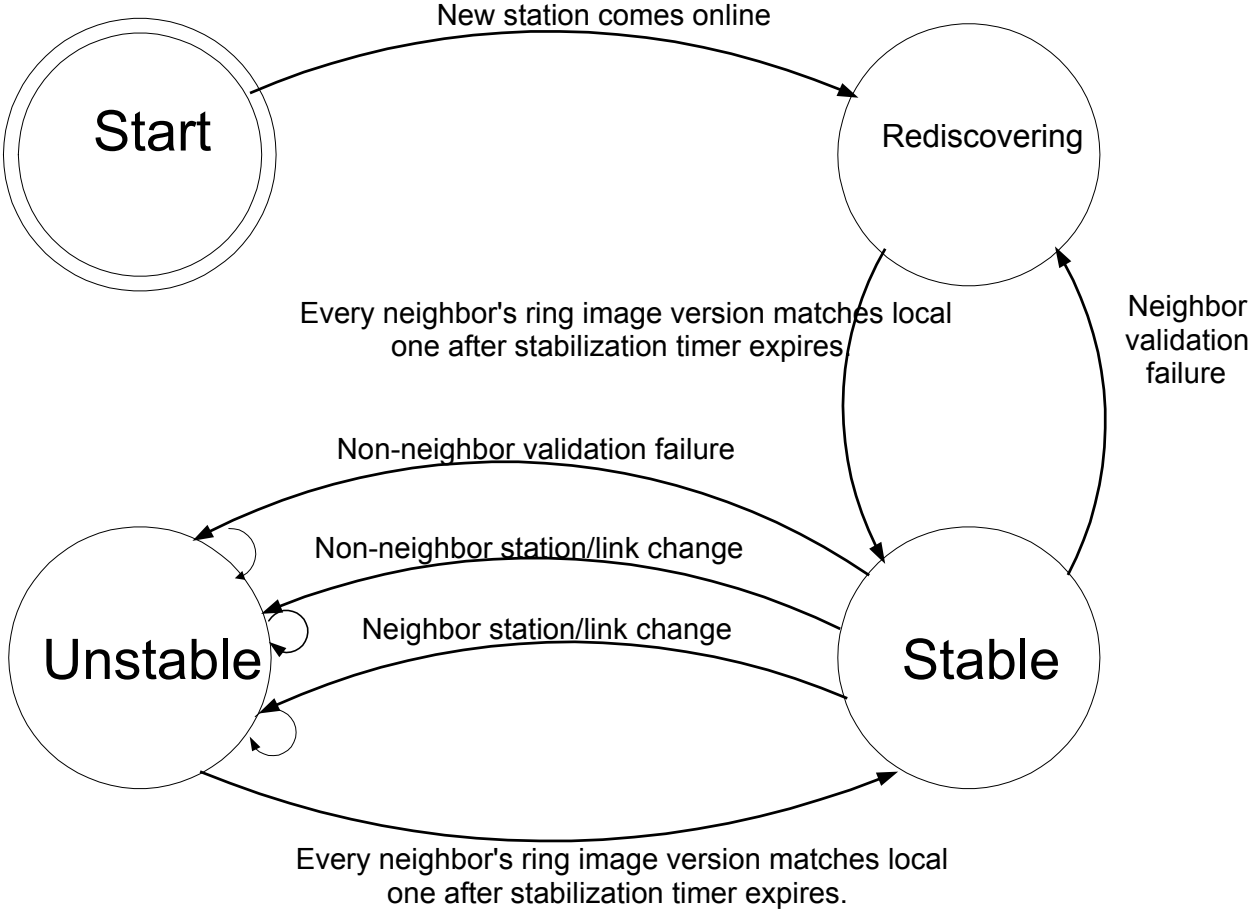 New station comes online
Start
Rediscovering
Every neighbor's ring image version matches local
one after stabilization timer expires.
Neighbor
validation
failure
Non-neighbor validation failure
Non-neighbor station/link change
Neighbor station/link change
Unstable
Stable
Every neighbor's ring image version matches local
one after stabilization timer expires.